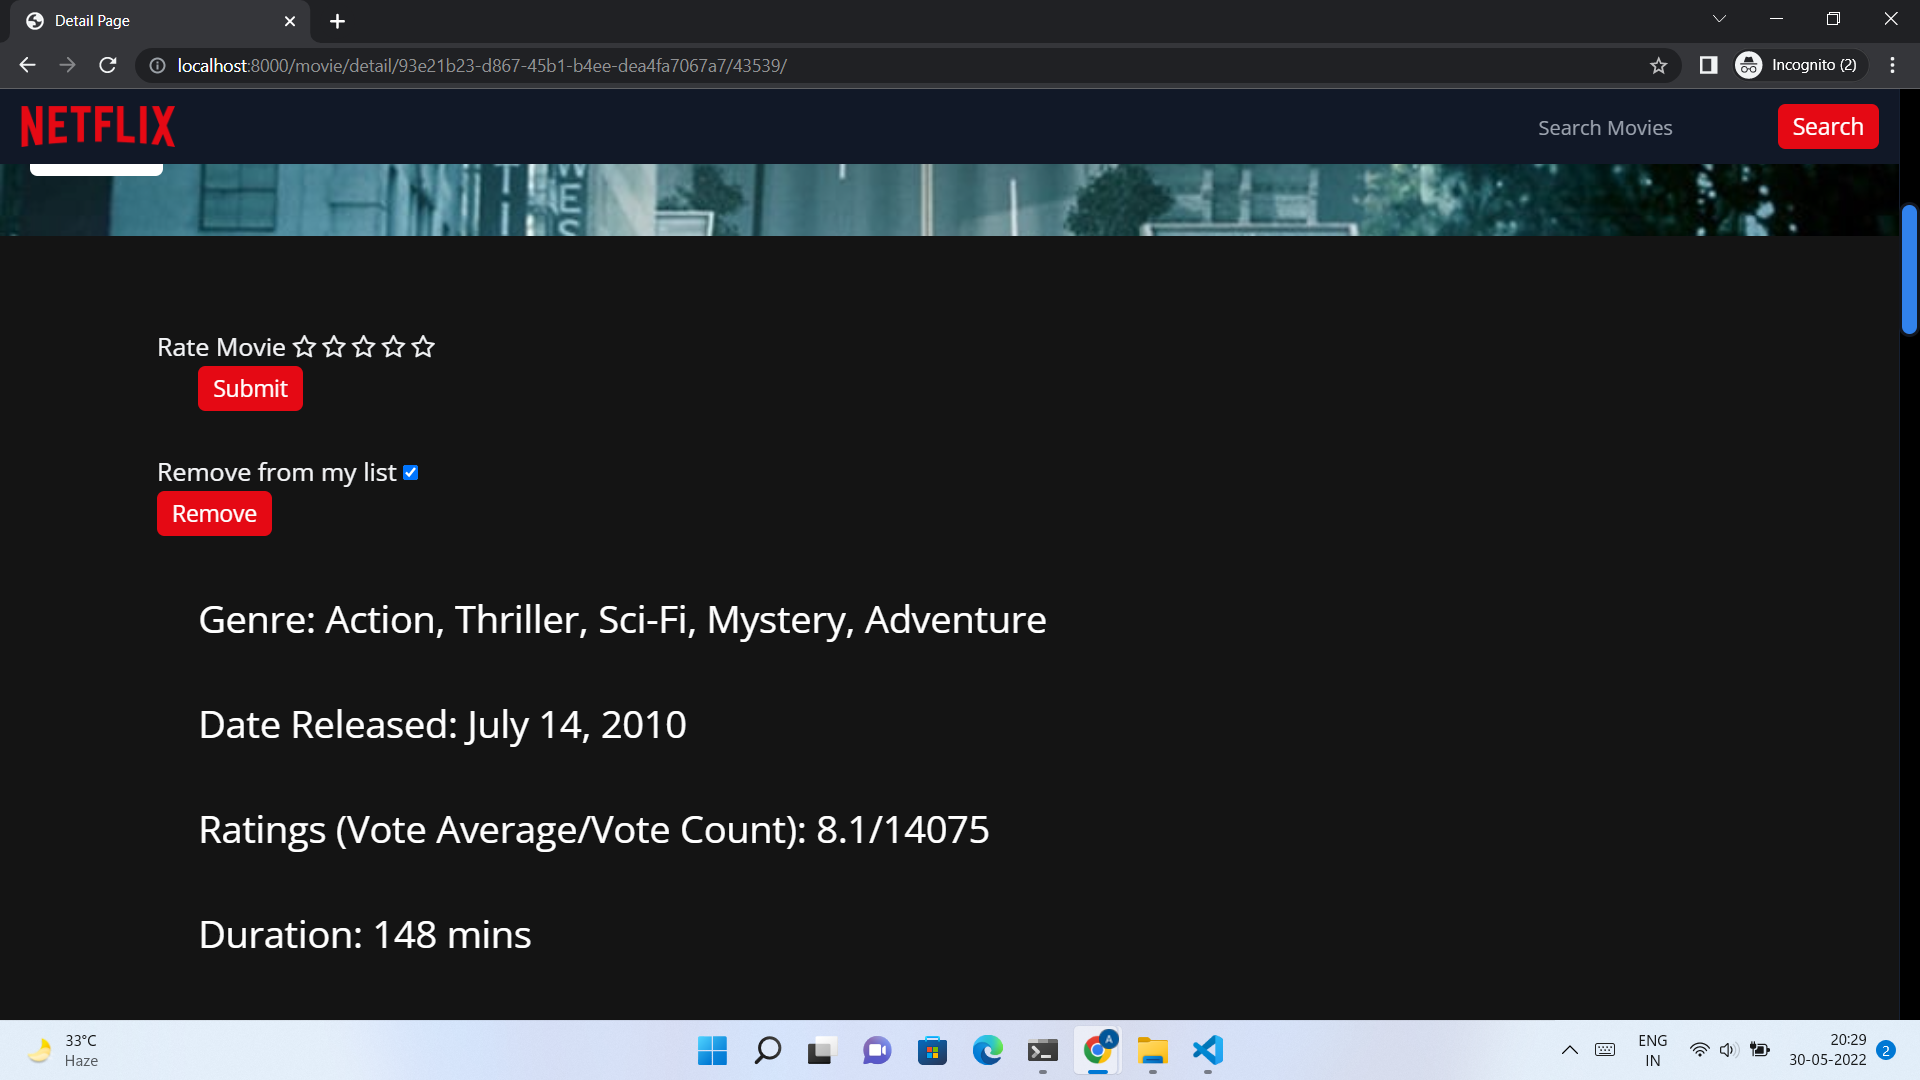 Detail Page
localhost:8000/movie/detail/93e21b23-d867-45b1-b4ee-dea4fa7067a7/43539/
Incognito (2)
NETFLIX
Search Movies
Search
Rate Movie
Submit
Remove from my list
Remove
Genre: Action, Thriller, Sci-Fi, Mystery, Adventure
Date Released: July 14, 2010
Ratings (Vote Average/Vote Count): 8.1/14075
Duration: 148 mins
33°C
Haze
A
ENG
IN
20:29
30-05-2022
2